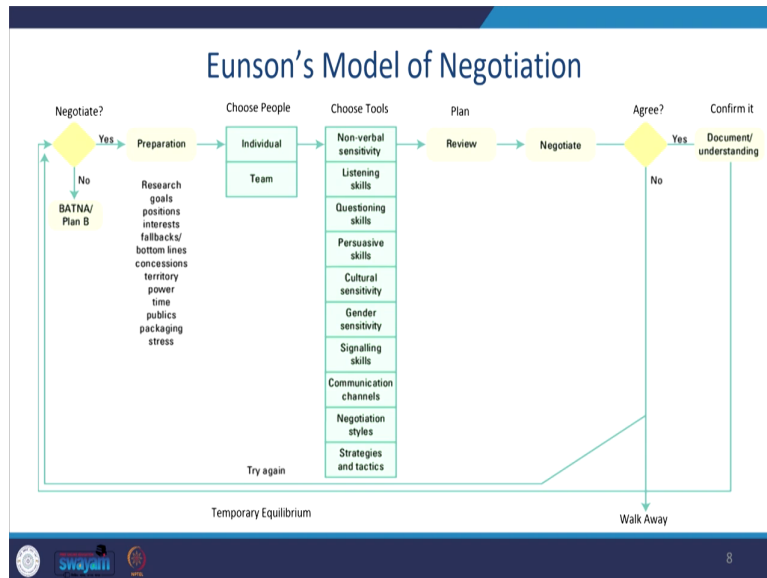 Eunson's Model of Negotiation
Negotiate?
Choose People
Choose Tools
Plan
Agree?
Confirm it
Yes
Preparation
Individual
Team
Non-verbal
sensitivity
Listening
skills
Questioning
skills
Persuasive
skills
Cultural
sensitivity
Gender
sensitivity
Signalling
skills
Communication
channels
Negotiation
styles
Strategies
and tactics
Review
Negotiate
Yes
Document/
understanding
No
BATNA/
Plan B
Research
goals
positions
interests
fallbacks/
bottom lines
concessions
territory
power
time
publics
packaging
stress
No
Try again
Temporary Equilibrium
Walk Away
swayam
NPTEL
8